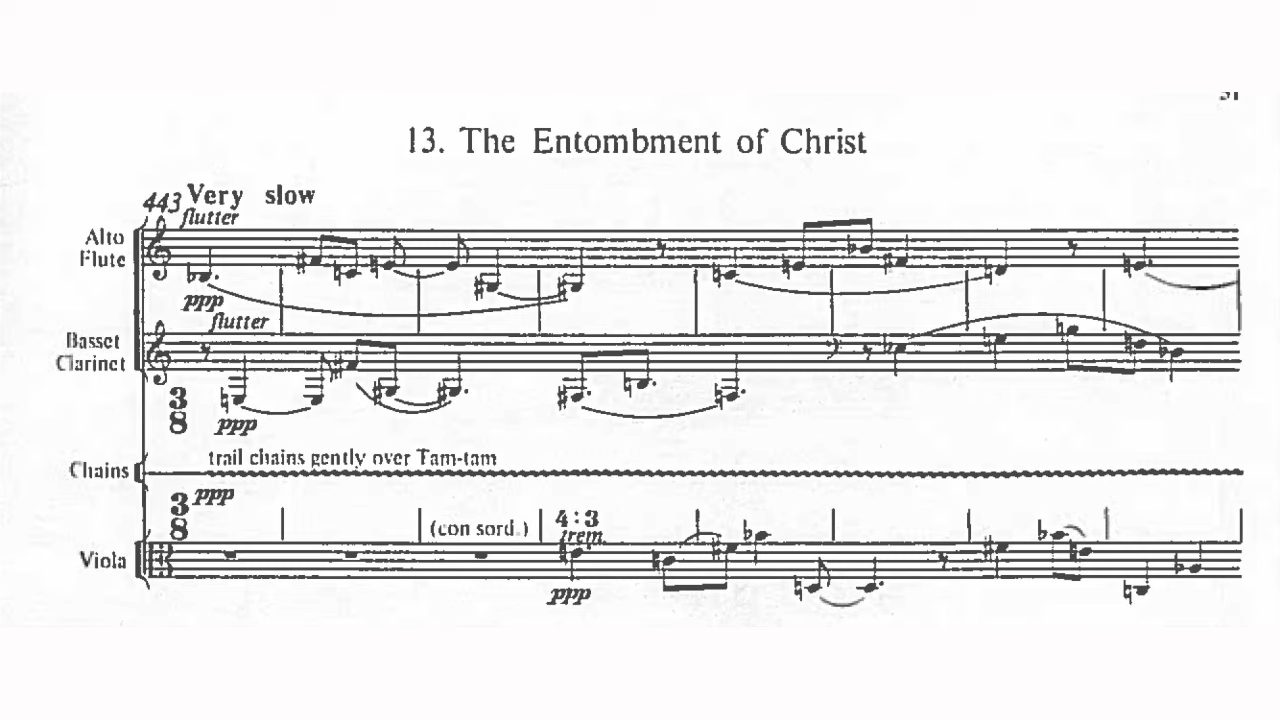 13. The Entombment of Christ
443 Very slow
flutter
Alto
Flute
ppp
flutter
Basset
Clarinet
3
8
ppp
trail chains gently over Tam-tam
Chains
ppp
3
8
(con sord.)
4:3
trem.
Viola
ppp